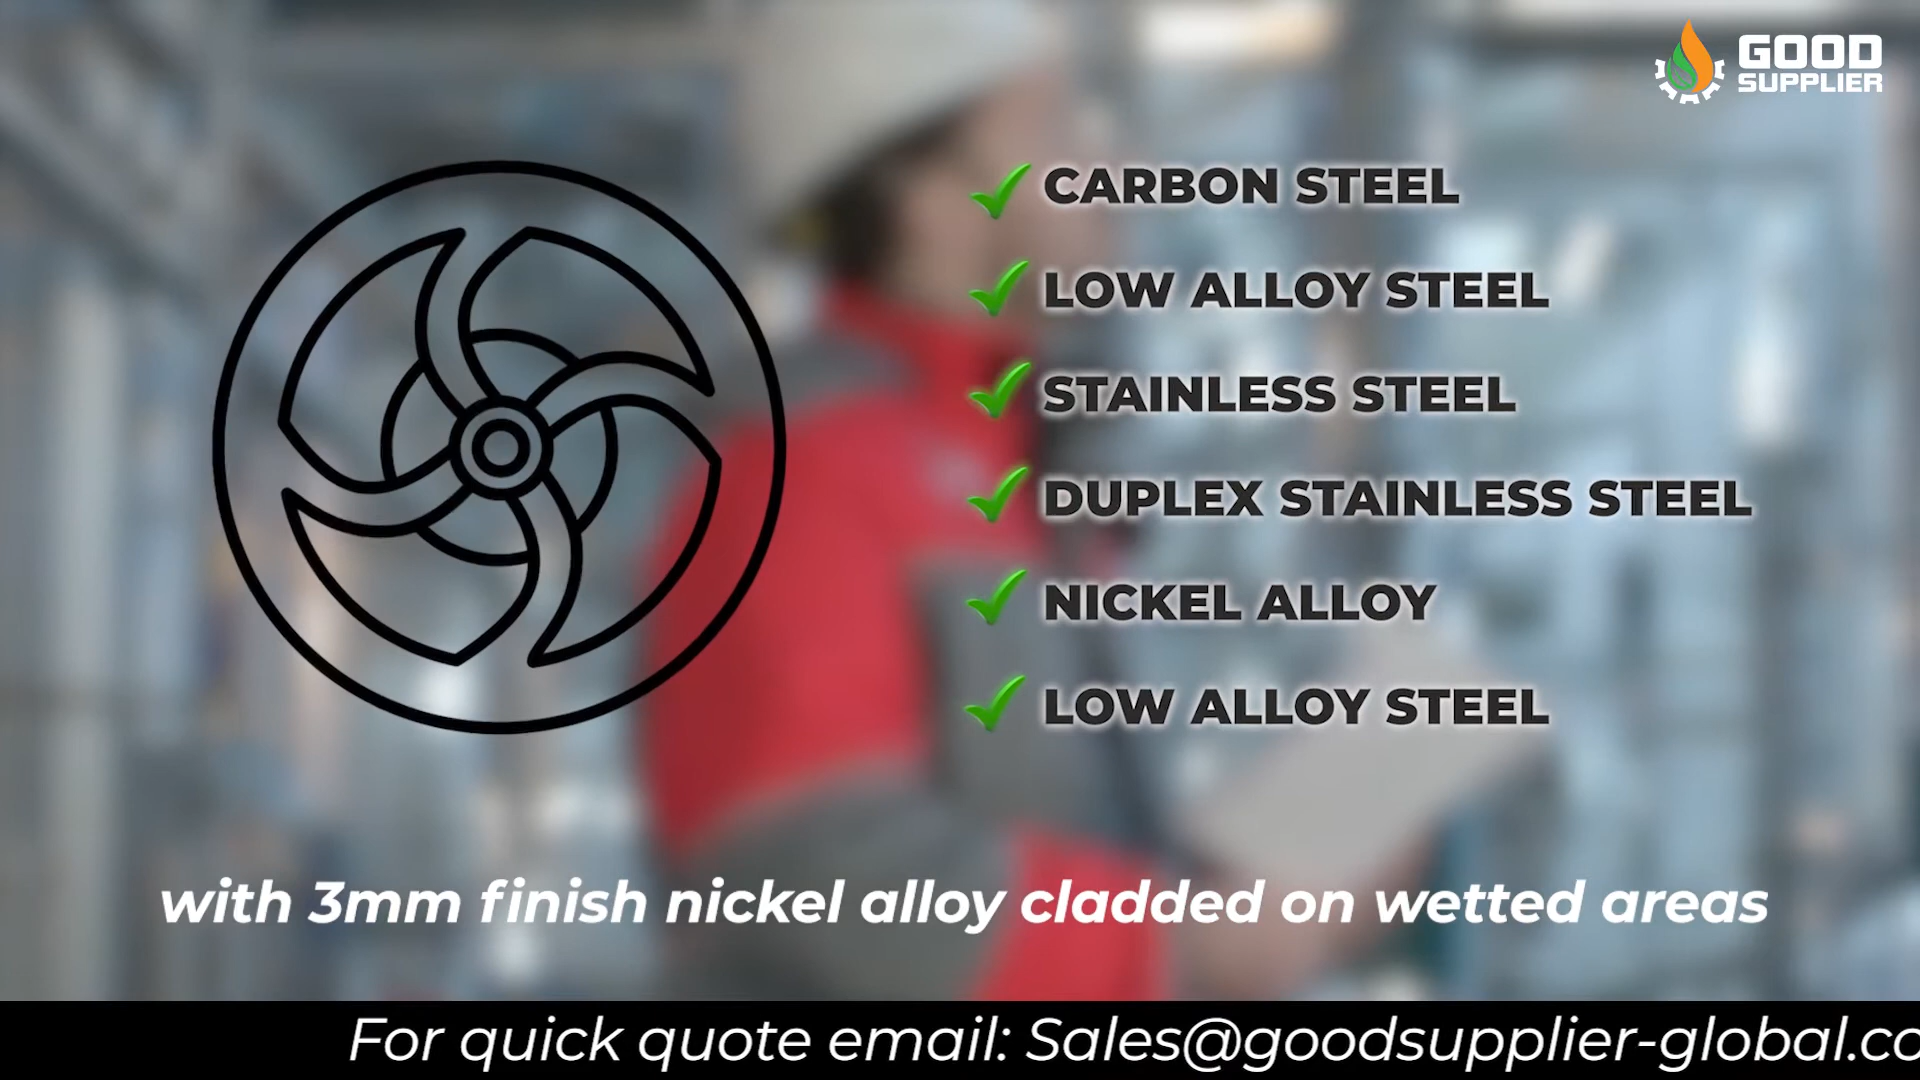 GOOD
SUPPLIER
CARBON STEEL
LOW ALLOY STEEL
STAINLESS STEEL
DUPLEX STAINLESS STEEL
NICKEL ALLOY
LOW ALLOY STEEL
with 3mm finish nickel alloy cladded on wetted areas
For quick quote email: Sales@goodsupplier-global.co